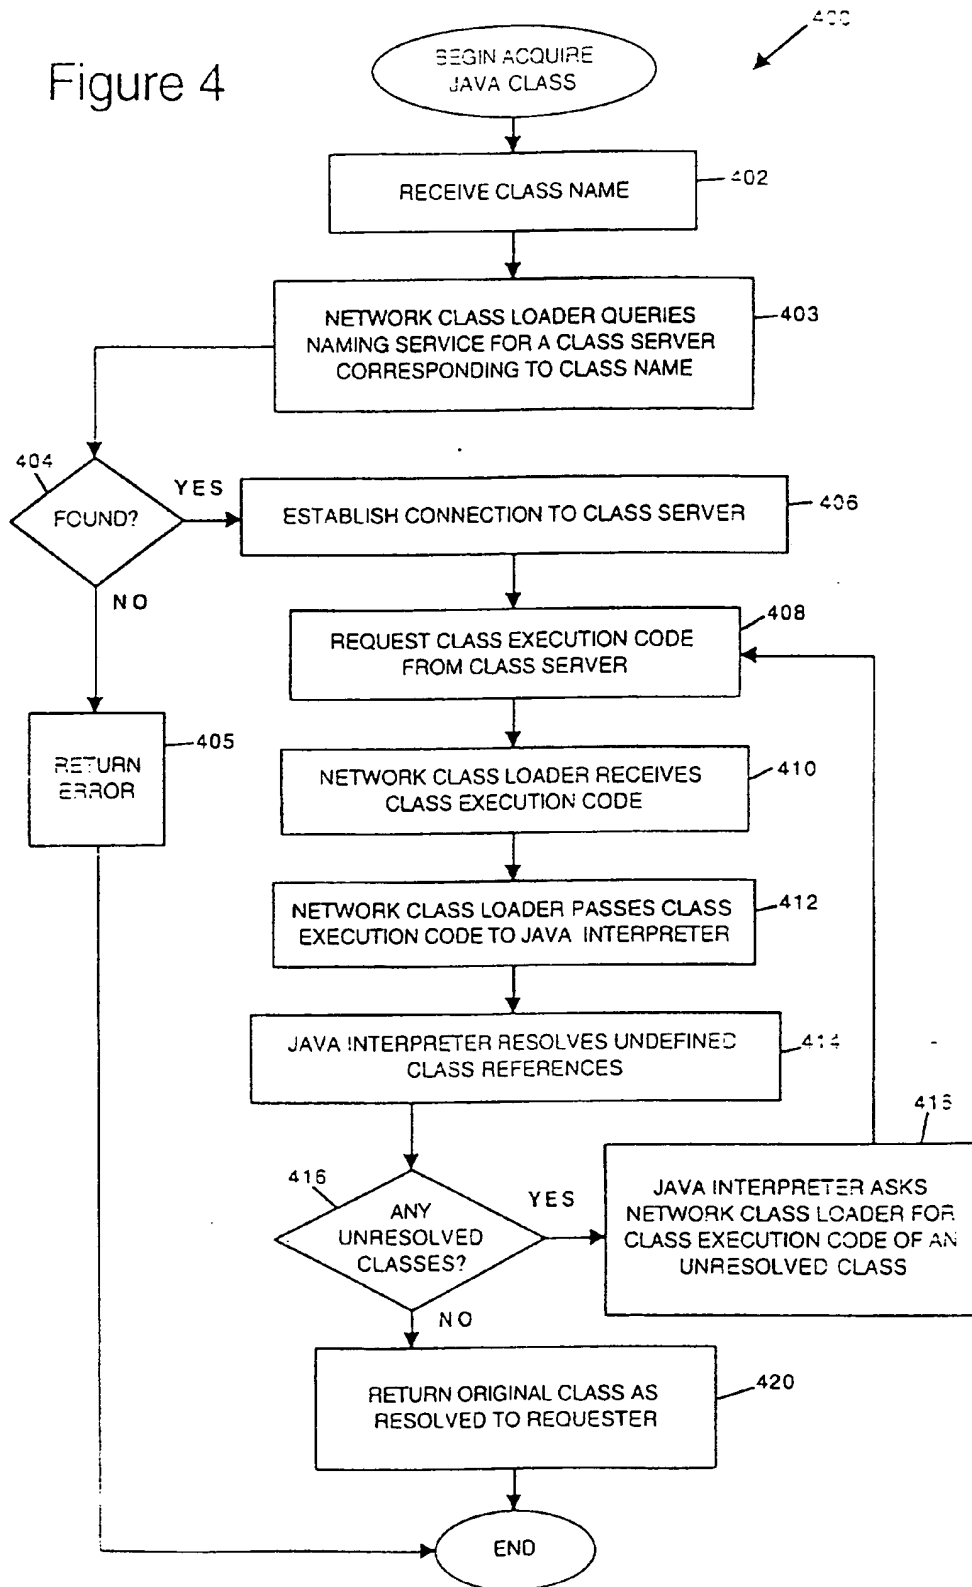 Figure 4
400
BEGIN ACQUIRE
JAVA CLASS
402
RECEIVE CLASS NAME
403
NETWORK CLASS LOADER QUERIES
NAMING SERVICE FOR A CLASS SERVER
CORRESPONDING TO CLASS NAME
404
FOUND?
YES
NO
ESTABLISH CONNECTION TO CLASS SERVER
406
408
REQUEST CLASS EXECUTION CODE
FROM CLASS SERVER
405
RETURN
ERROR
NETWORK CLASS LOADER RECEIVES
CLASS EXECUTION CODE
410
NETWORK CLASS LOADER PASSES CLASS
EXECUTION CODE TO JAVA INTERPRETER
412
JAVA INTERPRETER RESOLVES UNDEFINED
CLASS REFERENCES
414
416
ANY
UNRESOLVED
CLASSES?
YES
NO
JAVA INTERPRETER ASKS
NETWORK CLASS LOADER FOR
CLASS EXECUTION CODE OF AN
UNRESOLVED CLASS
RETURN ORIGINAL CLASS AS
RESOLVED TO REQUESTER
420
END